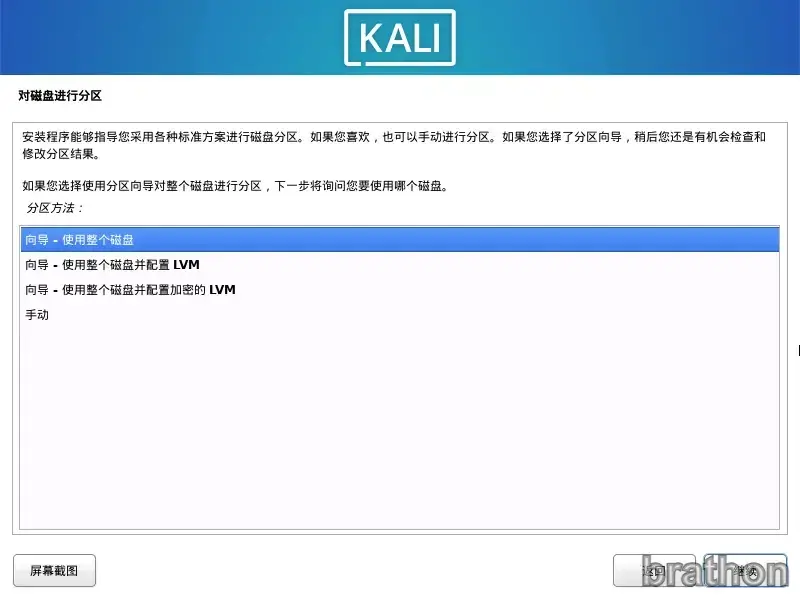 KALI
对磁盘进行分区
安装程序能够指导您采用各种标准方案进行磁盘分区。如果您喜欢，也可以手动进行分区。如果您选择了分区向导，稍后您还是有机会检查和
修改分区结果。
如果您选择使用分区向导对整个磁盘进行分区，下一步将询问您要使用哪个磁盘。
分区方法：
向导 - 使用整个磁盘
向导 - 使用整个磁盘并配置 LVM
向导 - 使用整个磁盘并配置加密的 LVM
手动
屏幕截图
返回
继续
brathon